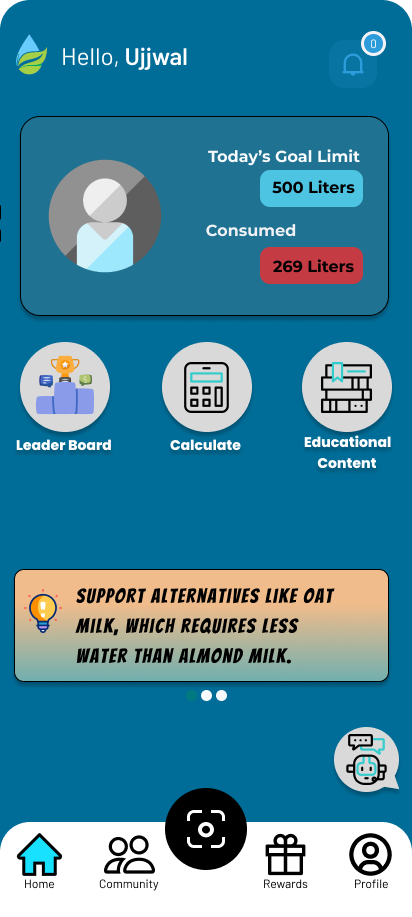 Hello, Ujjwal
0
Today's Goal Limit
500 Liters
Consumed
269 Liters
Leader Board
Calculate
Educational
Content
SUPPORT ALTERNATIVES LIKE OAT
MILK, WHICH REQUIRES LESS
WATER THAN ALMOND MILK.
Home
Community
Rewards
Profile